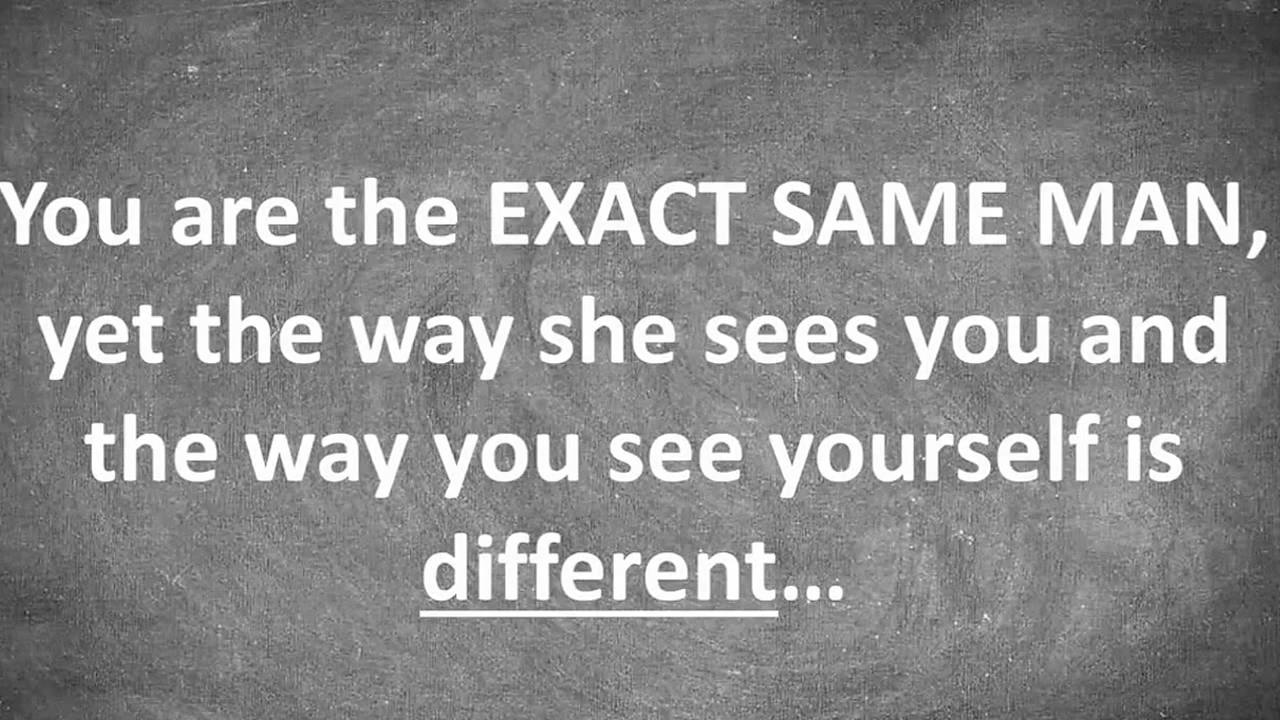 You are the EXACT SAME MAN,
yet the way she sees you and
the way you see yourself is
different...